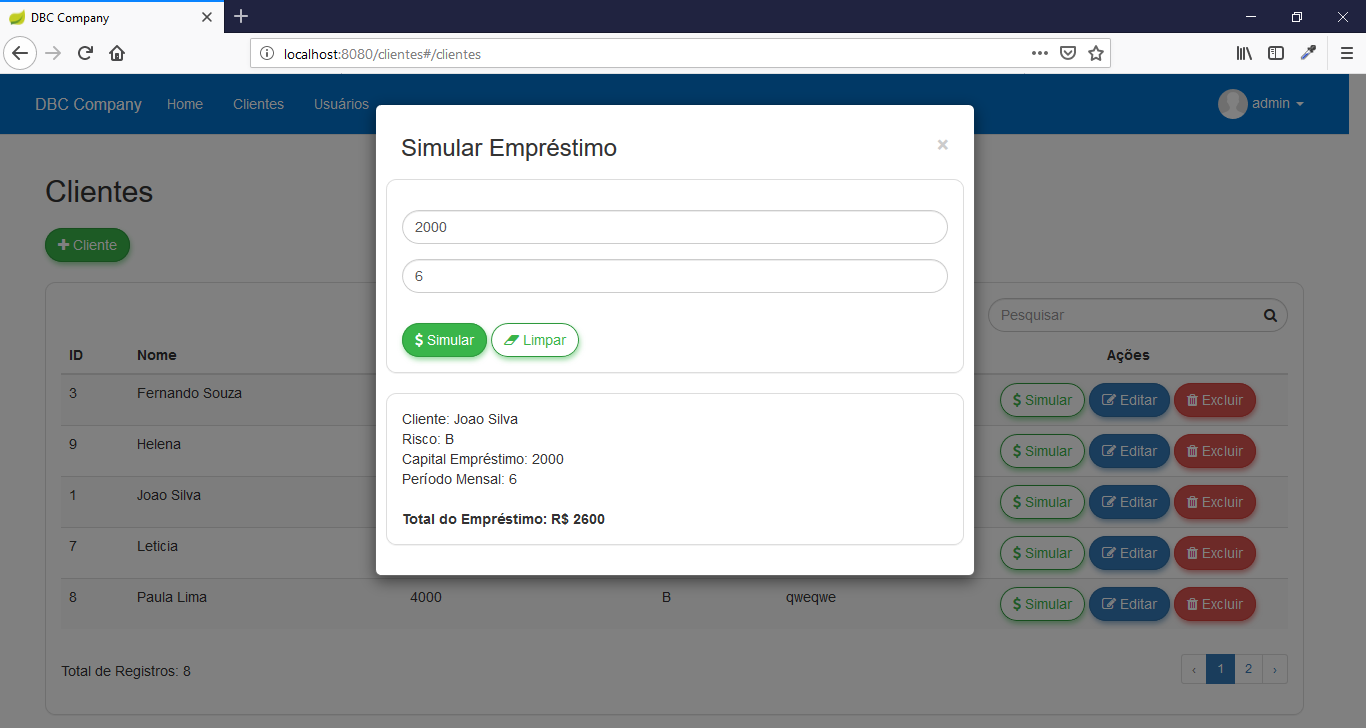 DBC Company
localhost:8080/clientes#/clientes
DBC Company Home Clientes Usuários admin
Simular Empréstimo ×
Clientes
2000
Cliente
6
Pesquisar
$ Simular Limpar
ID Nome Ações
3 Fernando Souza $ Simular Editar Excluir
Cliente: Joao Silva
Risco: B
9 Helena $ Simular Editar Excluir
Capital Empréstimo: 2000
Período Mensal: 6
1 Joao Silva $ Simular Editar Excluir
Total do Empréstimo: R$ 2600
7 Leticia $ Simular Editar Excluir
8 Paula Lima 4000 B qweqwe $ Simular Editar Excluir
Total de Registros: 8 ‹ 1 2 ›